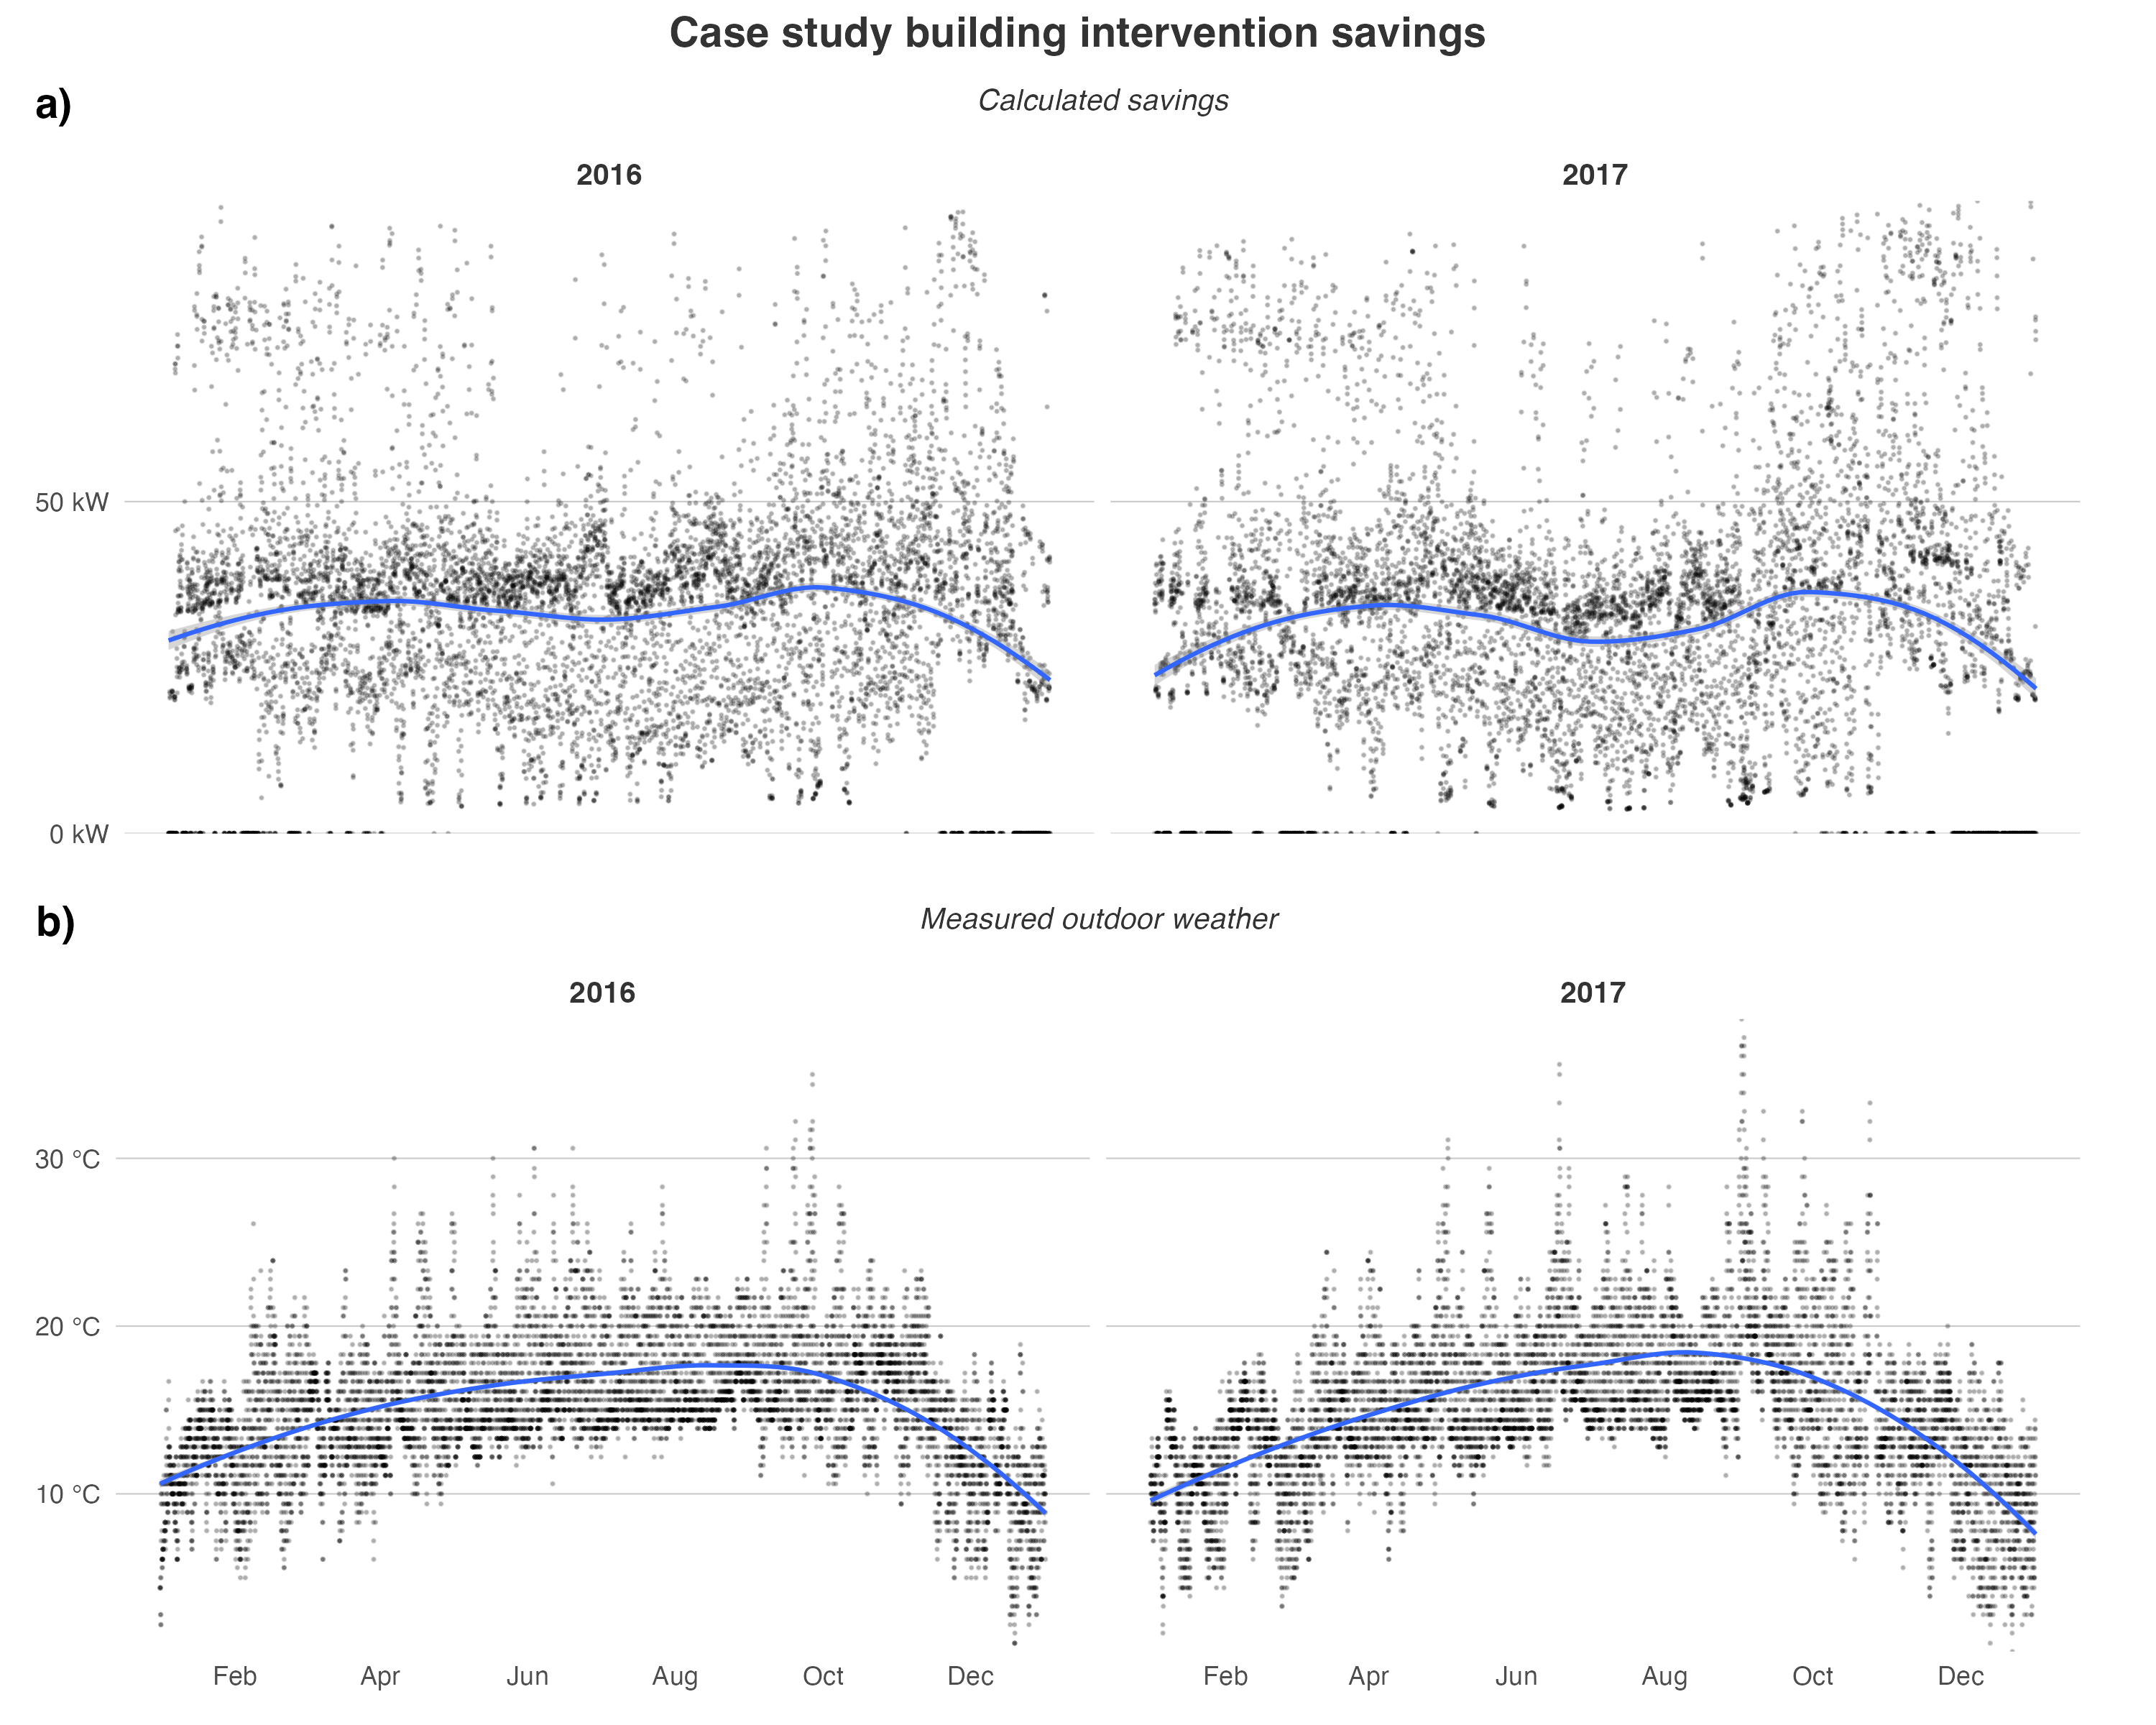 Case study building intervention savings
a)
Calculated savings
2016 2017
50 kW
0 kW
b)
Measured outdoor weather
2016 2017
30 °C
20 °C
10 °C
Feb Apr Jun Aug Oct Dec Feb Apr Jun Aug Oct Dec